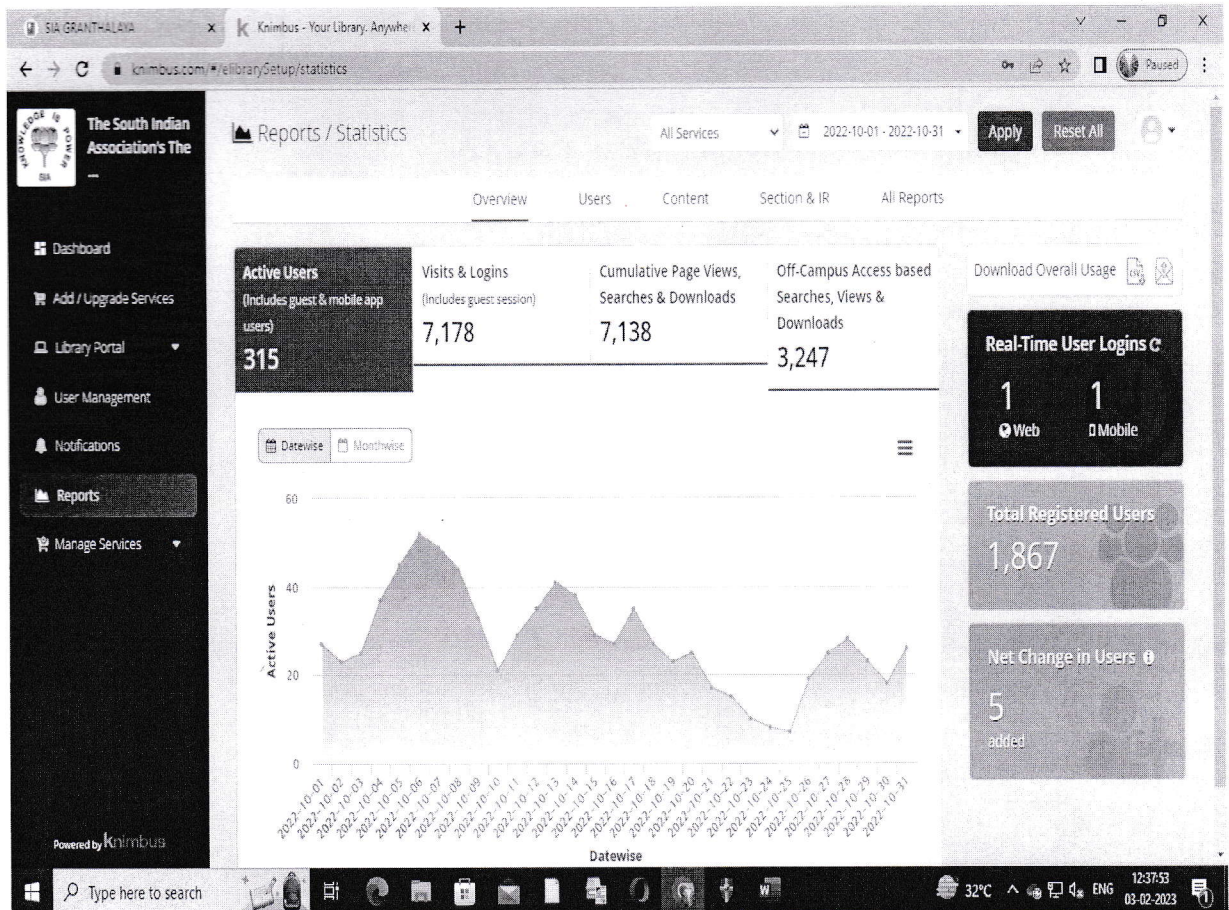 SIA GRANTHALAYA
Knimbus - Your Library. Anywhe
knimbus.com/#/elibrarySetup/statistics
Paused
KNOWLEDGE IS POWER
SIA
The South Indian
Association's The
...
Reports / Statistics
All Services
2022-10-01 - 2022-10-31
Apply
Reset All
Overview
Users
Content
Section & IR
All Reports
Dashboard
Add / Upgrade Services
Library Portal
User Management
Notifications
Reports
Manage Services
Powered by Knimbus
Active Users
(Includes guest & mobile app
users)
315
Visits & Logins
(Includes guest session)
7,178
Cumulative Page Views,
Searches & Downloads
7,138
Off-Campus Access based
Searches, Views &
Downloads
3,247
Download Overall Usage
Real-Time User Logins
1
Web
1
Mobile
Total Registered Users
1,867
Net Change in Users
5
added
Datewise
Monthwise
Active Users
60
40
20
0
2022-10-01
2022-10-02
2022-10-03
2022-10-04
2022-10-05
2022-10-06
2022-10-07
2022-10-08
2022-10-09
2022-10-10
2022-10-11
2022-10-12
2022-10-13
2022-10-14
2022-10-15
2022-10-16
2022-10-17
2022-10-18
2022-10-19
2022-10-20
2022-10-21
2022-10-22
2022-10-23
2022-10-24
2022-10-25
2022-10-26
2022-10-27
2022-10-28
2022-10-29
2022-10-30
2022-10-31
Datewise
Type here to search
32°C
ENG
12:37:53
03-02-2023